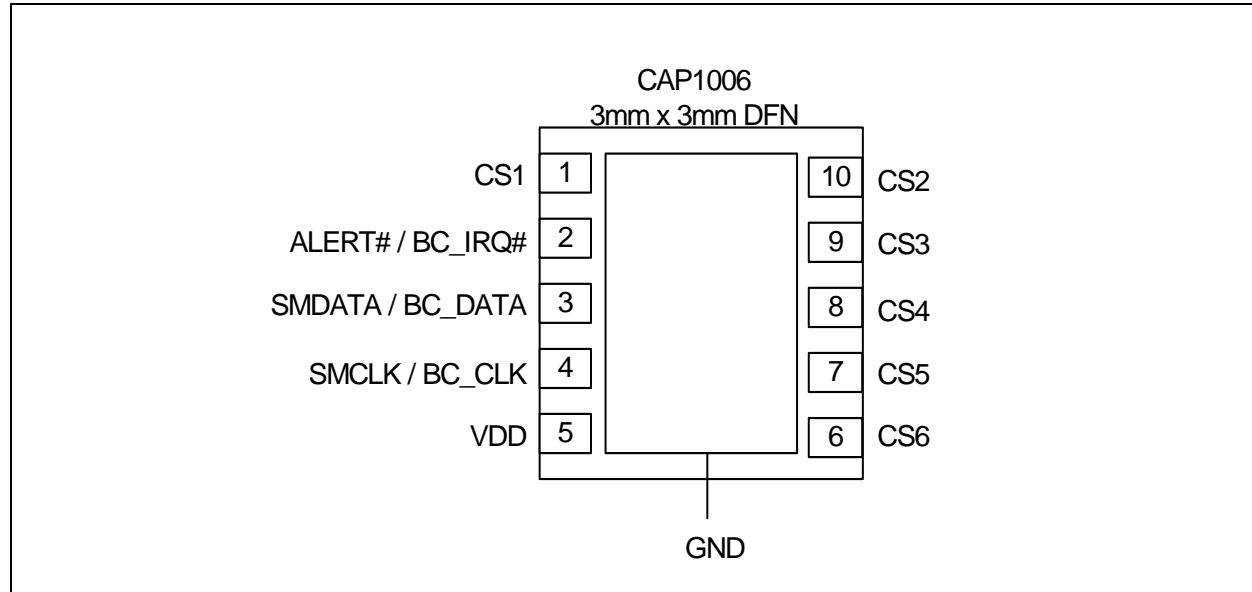 CAP1006
3mm x 3mm DFN
CS1 1 10 CS2
ALERT# / BC_IRQ# 2 9 CS3
SMDATA / BC_DATA 3 8 CS4
SMCLK / BC_CLK 4 7 CS5
VDD 5 6 CS6
GND